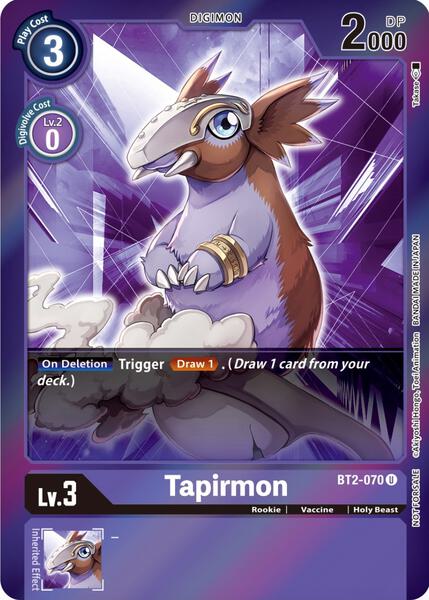 DIGIMON
Play Cost
3
DP
2000
Digivolve Cost
Lv.2
0
Takase
On Deletion Trigger Draw 1 . (Draw 1 card from your
deck.)
Lv.3
Tapirmon
BT2-070 U
Rookie | Vaccine | Holy Beast
Inherited Effect
–
NOT FOR SALE ©Akiyoshi Hongo, Toei Animation BANDAI MADE IN JAPAN